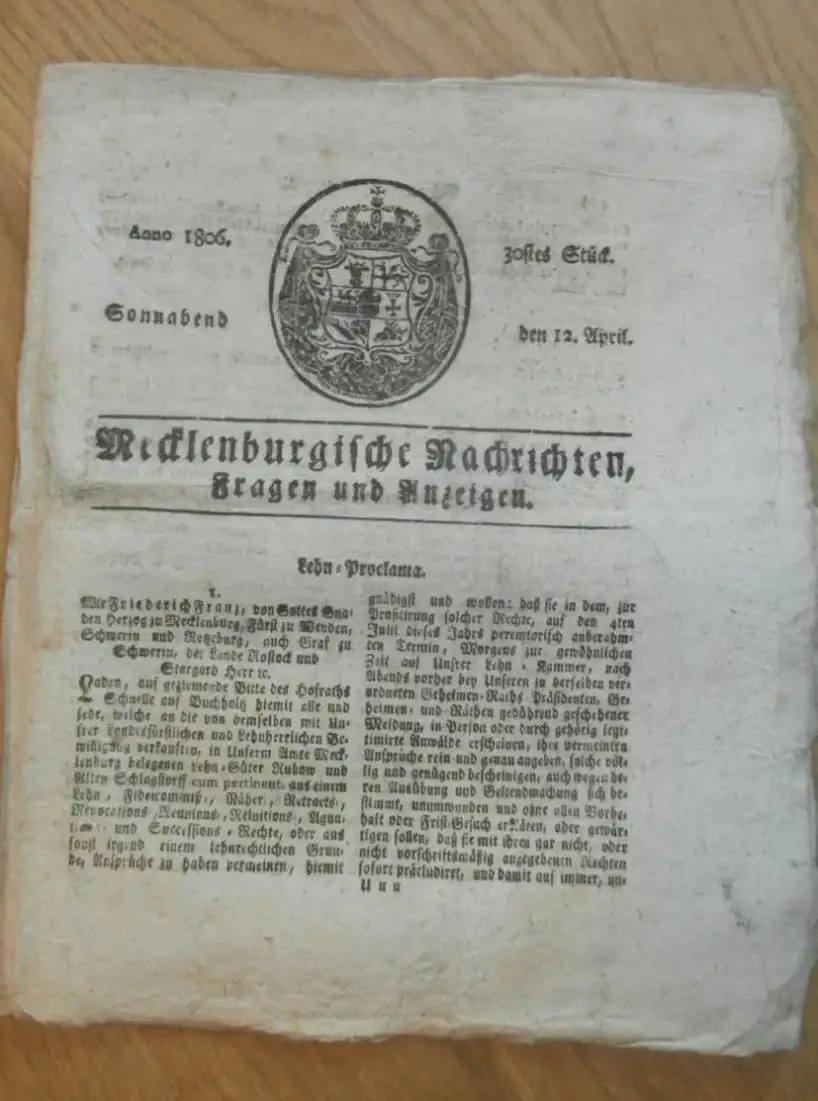 Anno 1806.
30stes Stück.
Sonnabend
den 12. April.
Mecklenburgische Nachrichten,
Fragen und Anzeigen.
Lehn-Proclama.
1.
Wir Friederich Franz, von Gottes Gna-
den Herzog zu Mecklenburg, Fürst zu Wenden,
Schwerin und Ratzeburg, auch Graf zu
Schwerin, der Lande Rostock und
Stargard Herr ꝛc.
Laden, auf geziemende Bitte des Hofraths
Schnelle auf Buchholtz hiemit alle und
jede, welche an die von demselben mit Un-
srer Landesfürstlichen und Lehnherrlichen Be-
willigung verkauften, in Unserm Amte Meck-
lenburg belegenen Lehn-Güter Rubow und
Alten Schlagstorff cum pertinent. aus einem
Lehn-, Fideicommiß-, Näher-, Retracts-,
Revocations-, Reunions-, Reluitions-, Agna-
und Successions-Rechte, oder aus
sonst irgend einem lehnrechtlichen Grun-
de, Ansprüche zu haben vermeinen, hiemit
gnädigst und wollen: daß sie in dem, zur
Profitirung solcher Rechte, auf den 4ten
Julii dieses Jahrs peremtorisch anberahm-
ten Termin, Morgens zur gewöhnlichen
Zeit auf Unsrer Lehn-Kammer, nach
Abends vorher bey Unseren zu derselben ver-
ordneten Geheimen-Raths Präsidenten, Ge-
heimen- und Räthen gebührend geschehener
Meldung, in Person oder durch gehörig legi-
timirte Anwälde erscheinen, ihre vermeinten
Ansprüche rein und genau angeben, solche völ-
lig und genügend bescheinigen, auch wegen de-
ren Ausübung und Geltendmachung sich be-
stimmt, unumwunden und ohne allen Vorbe-
halt oder Frist-Gesuch erklären, oder gewär-
tigen sollen, daß sie mit ihren gar nicht, oder
nicht vorschriftsmäßig angegebenen Rechten
sofort präcludiret, und damit auf immer, un-
Uuu